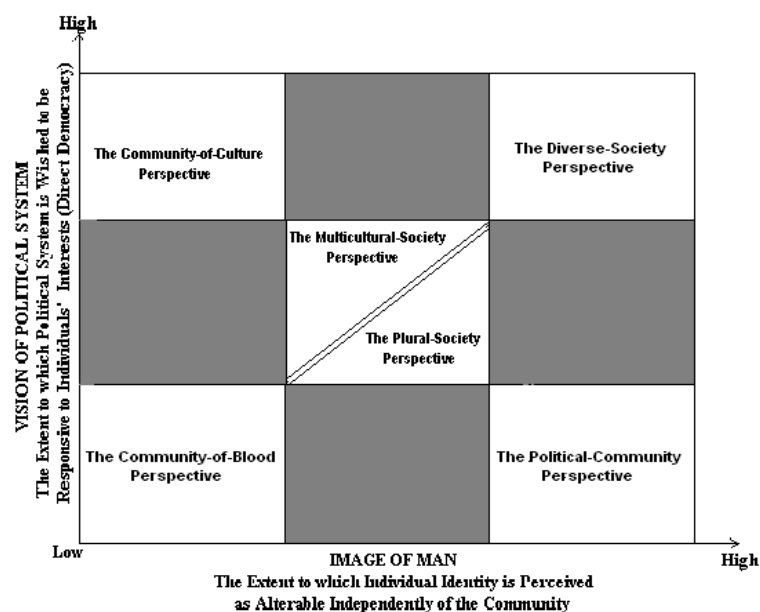 High
VISION OF POLITICAL SYSTEM
The Extent to which Political System is Wished to be
Responsive to Individuals' Interests (Direct Democracy)
The Community-of-Culture
Perspective
The Diverse-Society
Perspective
The Multicultural-Society
Perspective
The Plural-Society
Perspective
The Community-of-Blood
Perspective
The Political-Community
Perspective
Low
IMAGE OF MAN
High
The Extent to which Individual Identity is Perceived
as Alterable Independently of the Community